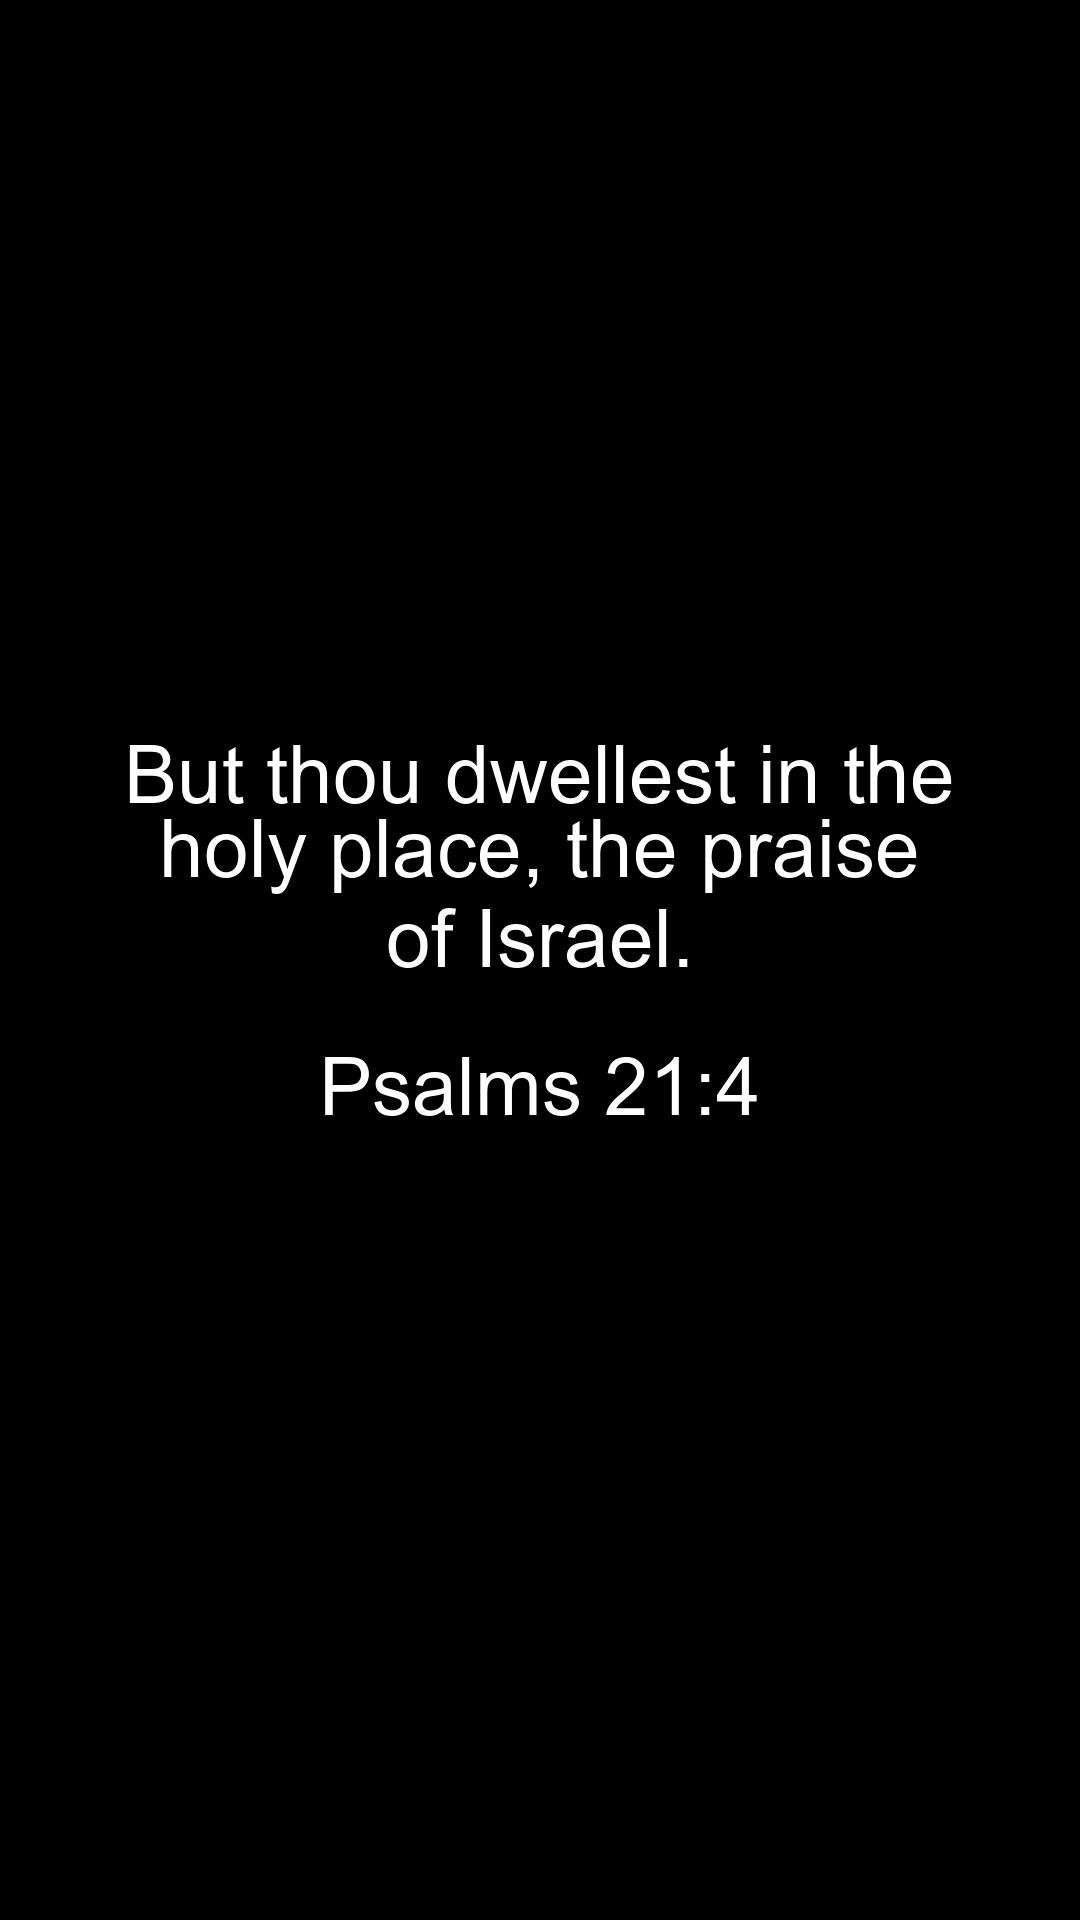 But thou dwellest in the
holy place, the praise
of Israel.
Psalms 21:4